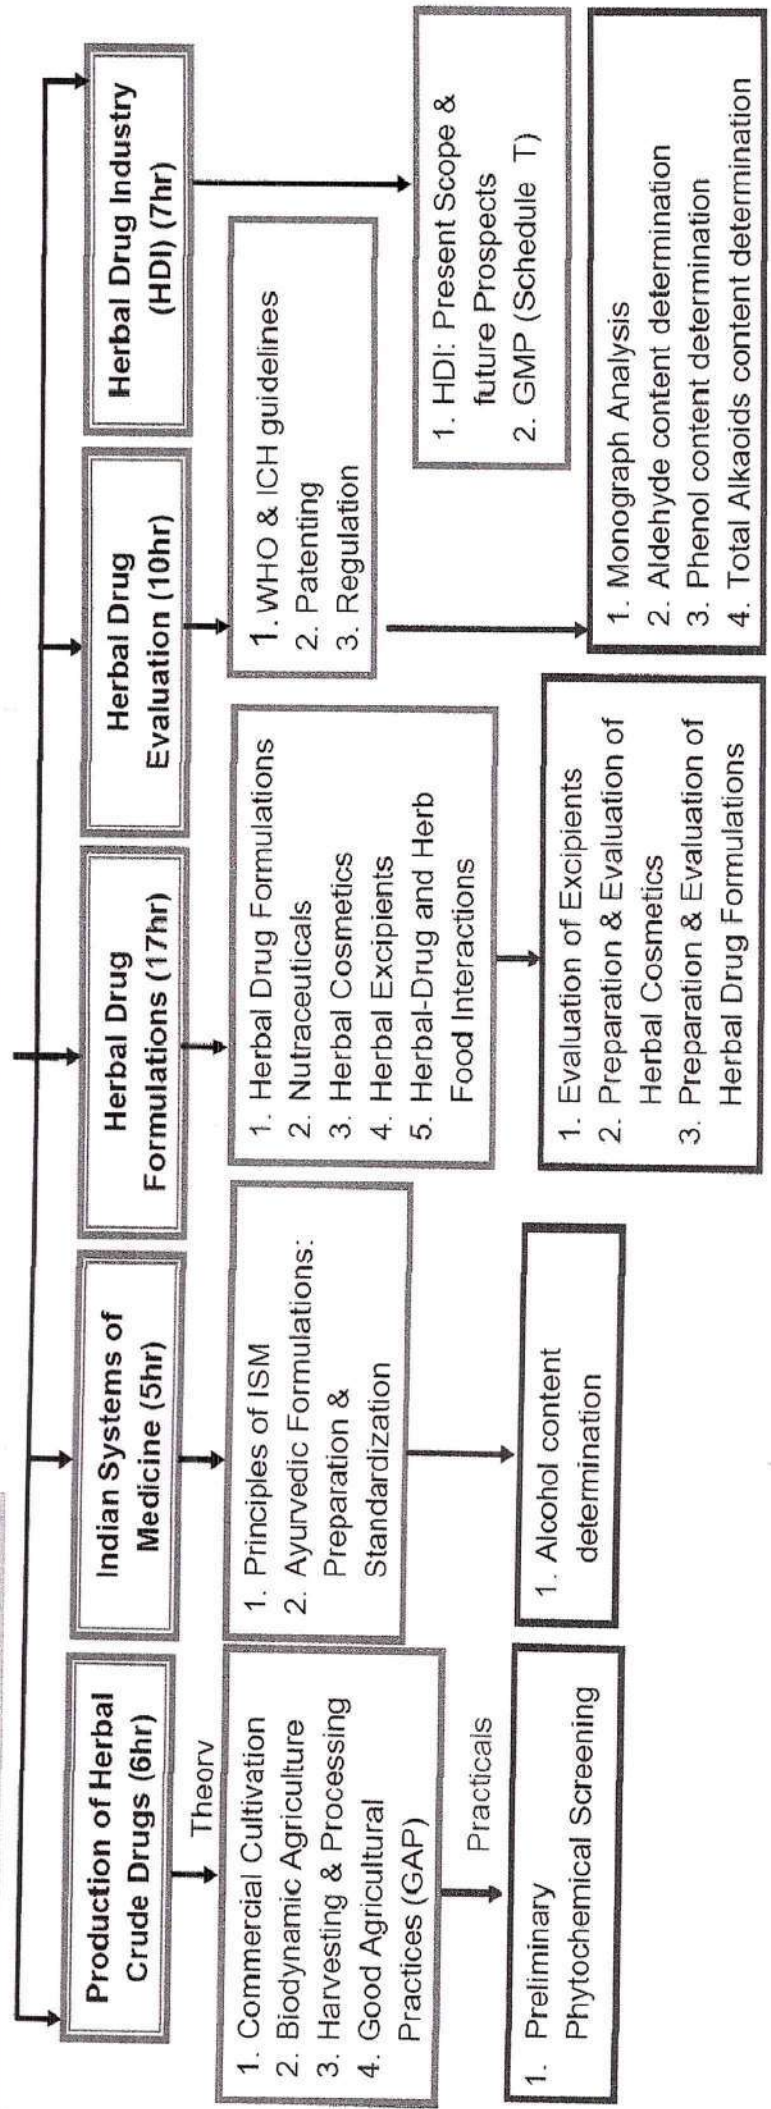 Production of Herbal
Crude Drugs (6hr)
Indian Systems of
Medicine (5hr)
Herbal Drug
Formulations (17hr)
Herbal Drug
Evaluation (10hr)
Herbal Drug Industry
(HDI) (7hr)
Theory
1. Commercial Cultivation
2. Biodynamic Agriculture
3. Harvesting & Processing
4. Good Agricultural
Practices (GAP)
1. Principles of ISM
2. Ayurvedic Formulations:
Preparation &
Standardization
1. Herbal Drug Formulations
2. Nutraceuticals
3. Herbal Cosmetics
4. Herbal Excipients
5. Herbal-Drug and Herb
Food Interactions
1. WHO & ICH guidelines
2. Patenting
3. Regulation
1. HDI: Present Scope &
future Prospects
2. GMP (Schedule T)
Practicals
1. Preliminary
Phytochemical Screening
1. Alcohol content
determination
1. Evaluation of Excipients
2. Preparation & Evaluation of
Herbal Cosmetics
3. Preparation & Evaluation of
Herbal Drug Formulations
1. Monograph Analysis
2. Aldehyde content determination
3. Phenol content determination
4. Total Alkaoids content determination